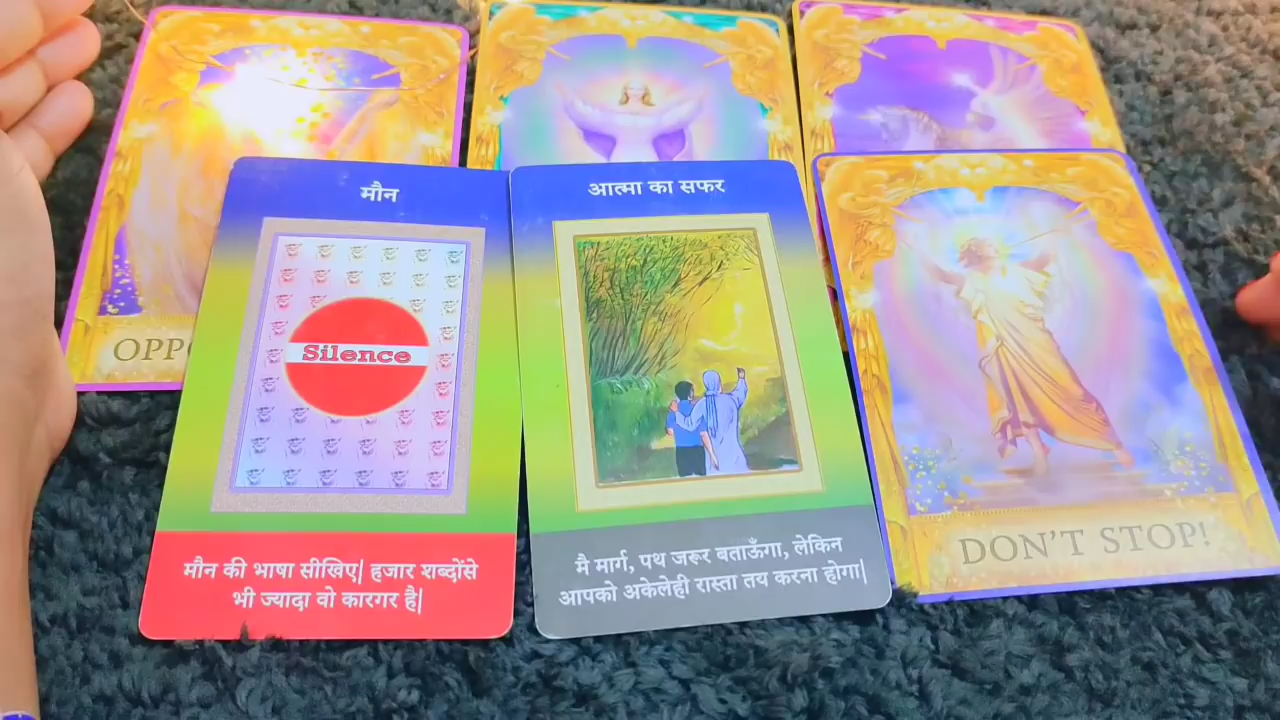 मौन
Silence
मौन की भाषा सीखिए| हजार शब्दोंसे
भी ज्यादा वो कारगर है|
आत्मा का सफर
मै मार्ग, पथ जरूर बताऊँगा, लेकिन
आपको अकेलेही रास्ता तय करना होगा|
DON'T STOP!